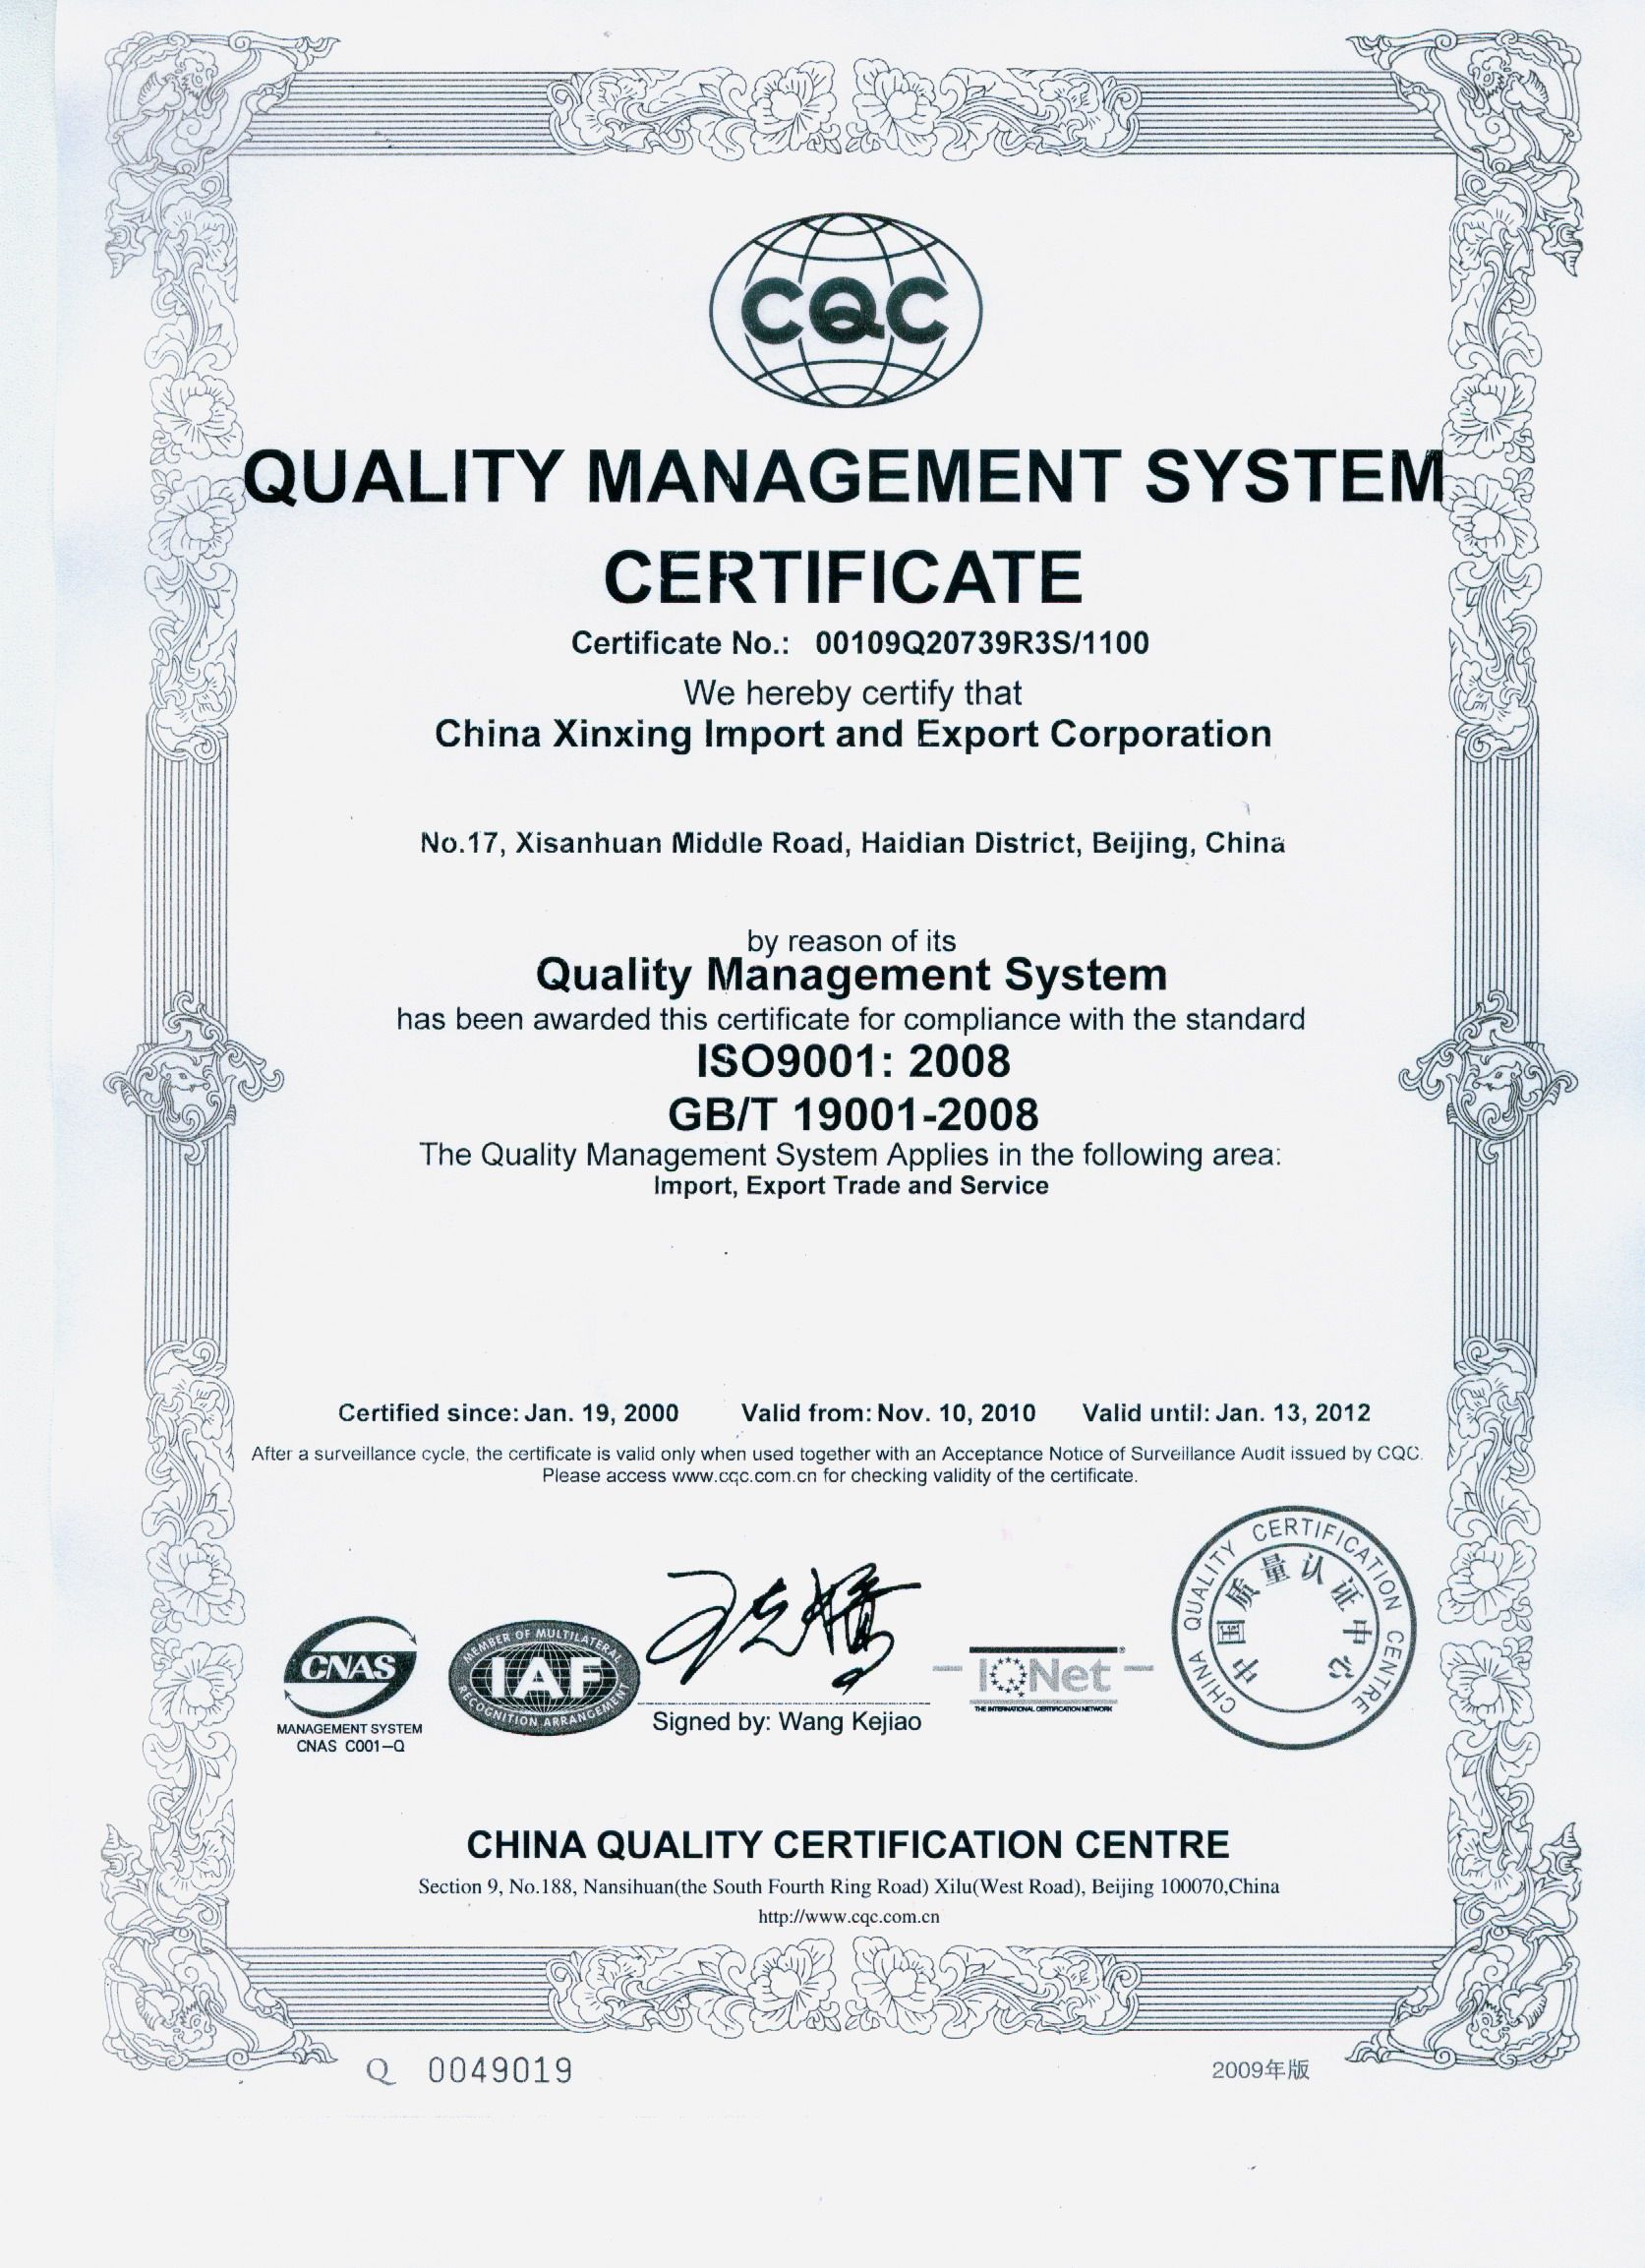 CQC
QUALITY MANAGEMENT SYSTEM
CERTIFICATE
Certificate No.: 00109Q20739R3S/1100
We hereby certify that
China Xinxing Import and Export Corporation
No.17, Xisanhuan Middle Road, Haidian District, Beijing, China
by reason of its
Quality Management System
has been awarded this certificate for compliance with the standard
ISO9001: 2008
GB/T 19001-2008
The Quality Management System Applies in the following area:
Import, Export Trade and Service
Certified since: Jan. 19, 2000 Valid from: Nov. 10, 2010 Valid until: Jan. 13, 2012
After a surveillance cycle, the certificate is valid only when used together with an Acceptance Notice of Surveillance Audit issued by CQC.
Please access www.cqc.com.cn for checking validity of the certificate.
CNAS
MANAGEMENT SYSTEM
CNAS C001-Q
MEMBER OF MULTILATERAL
IAF
RECOGNITION ARRANGEMENT
王克娇
Signed by: Wang Kejiao
IQNet®
THE INTERNATIONAL CERTIFICATION NETWORK
CHINA QUALITY CERTIFICATION CENTRE
中国质量认证中心
CHINA QUALITY CERTIFICATION CENTRE
Section 9, No.188, Nansihuan(the South Fourth Ring Road) Xilu(West Road), Beijing 100070,China
http://www.cqc.com.cn
Q 0049019
2009年版